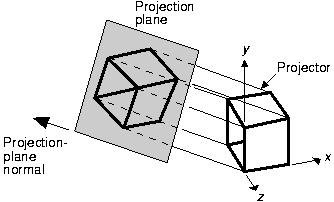 Projection
plane
y
Projector
Projection-
plane
normal
x
z